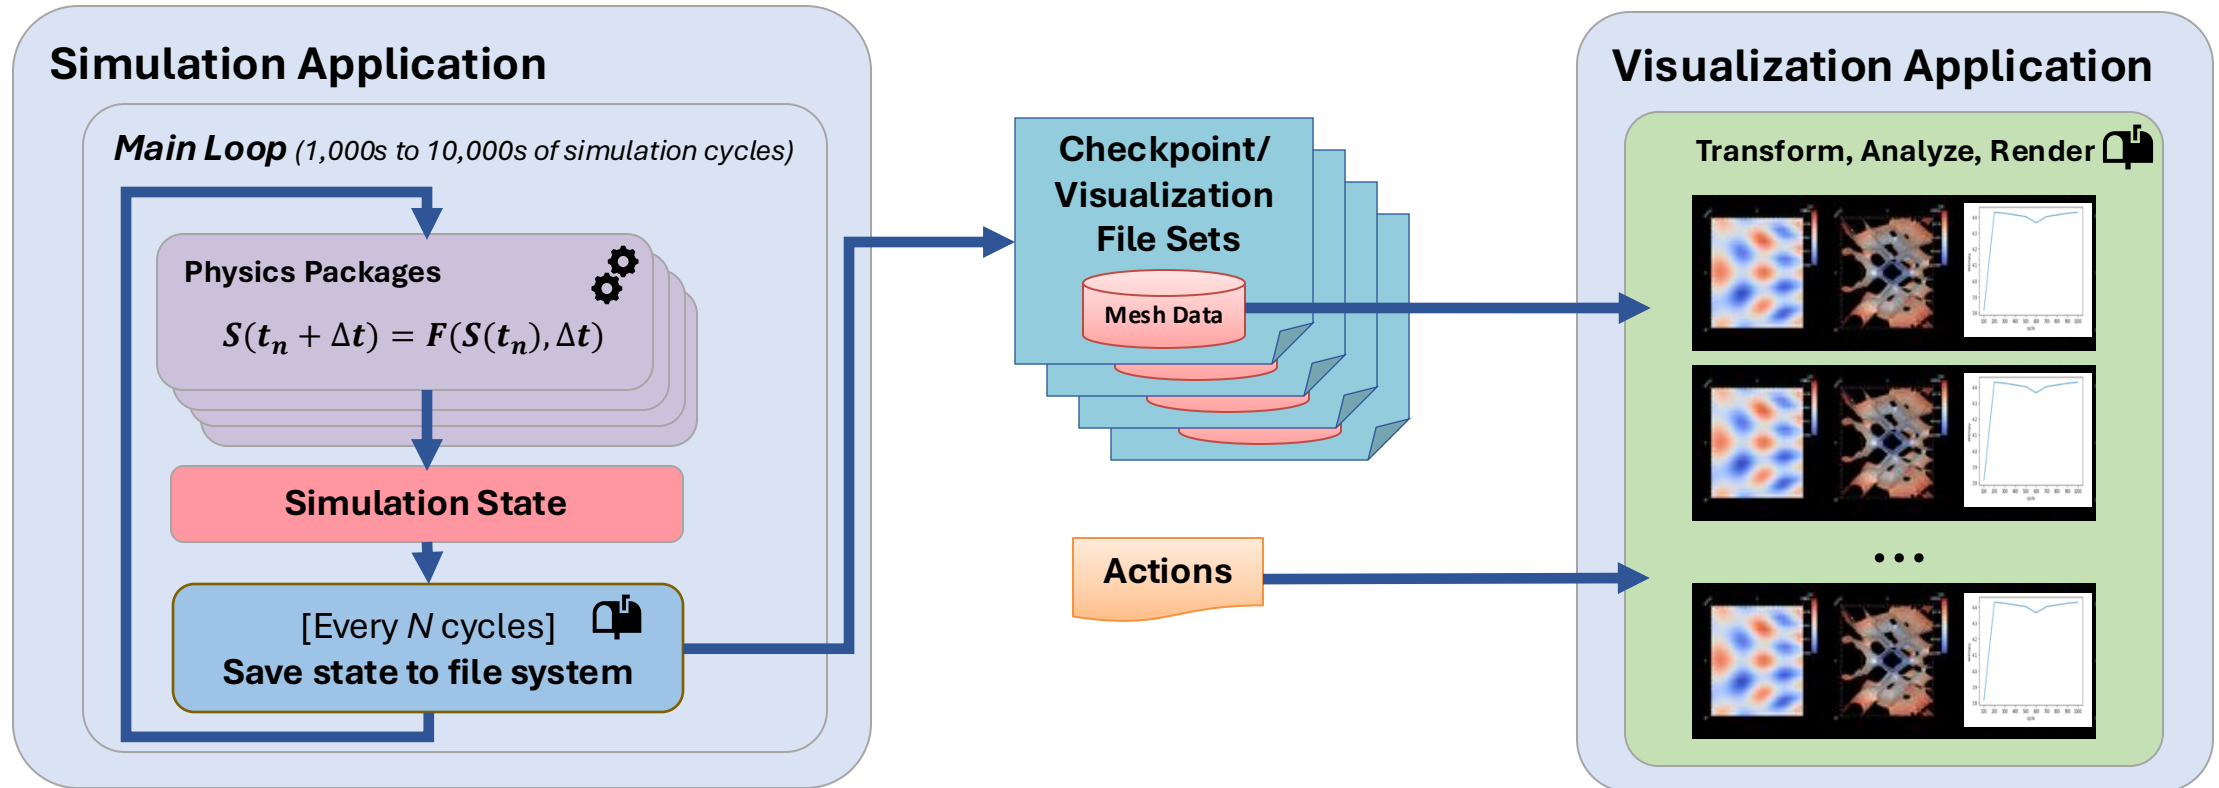 Simulation Application
Main Loop (1,000s to 10,000s of simulation cycles)
Physics Packages
S(tₙ + Δt) = F(S(tₙ), Δt)
Simulation State
[Every N cycles]
Save state to file system
Checkpoint/
Visualization
File Sets
Mesh Data
Actions
Visualization Application
Transform, Analyze, Render
...